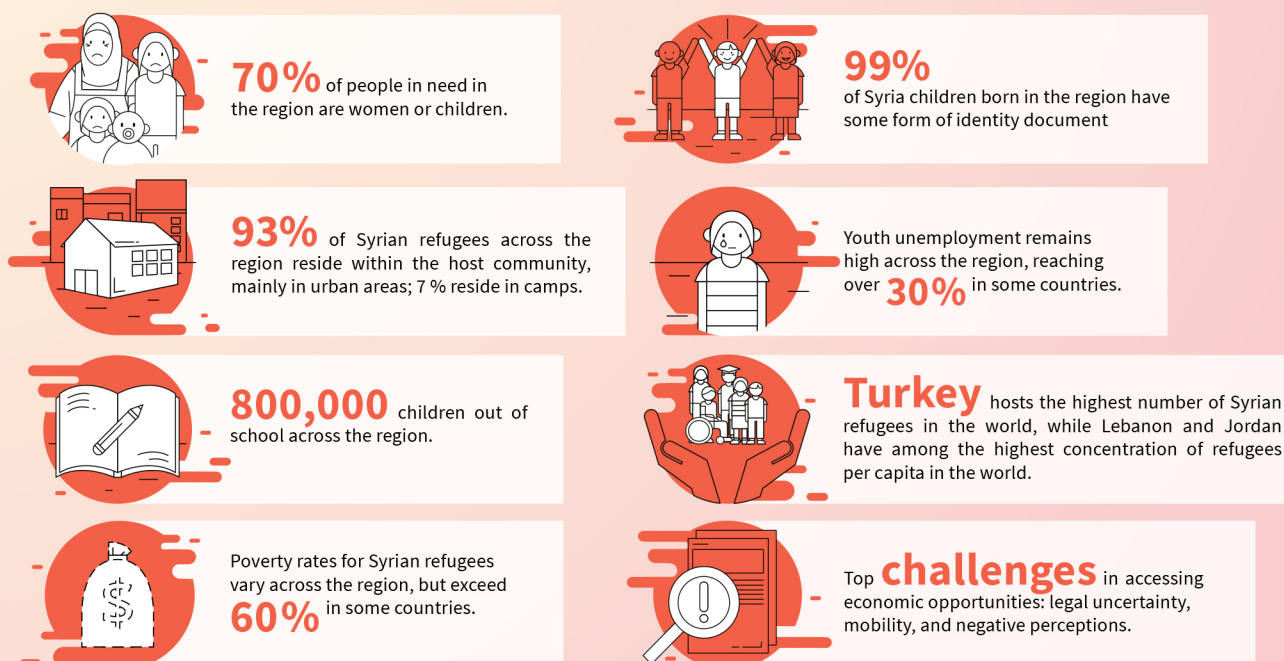 70% of people in need in
the region are women or children.
99%
of Syria children born in the region have
some form of identity document
93% of Syrian refugees across the
region reside within the host community,
mainly in urban areas; 7 % reside in camps.
Youth unemployment remains
high across the region, reaching
over 30% in some countries.
800,000 children out of
school across the region.
Turkey hosts the highest number of Syrian
refugees in the world, while Lebanon and Jordan
have among the highest concentration of refugees
per capita in the world.
Poverty rates for Syrian refugees
vary across the region, but exceed
60% in some countries.
Top challenges in accessing
economic opportunities: legal uncertainty,
mobility, and negative perceptions.